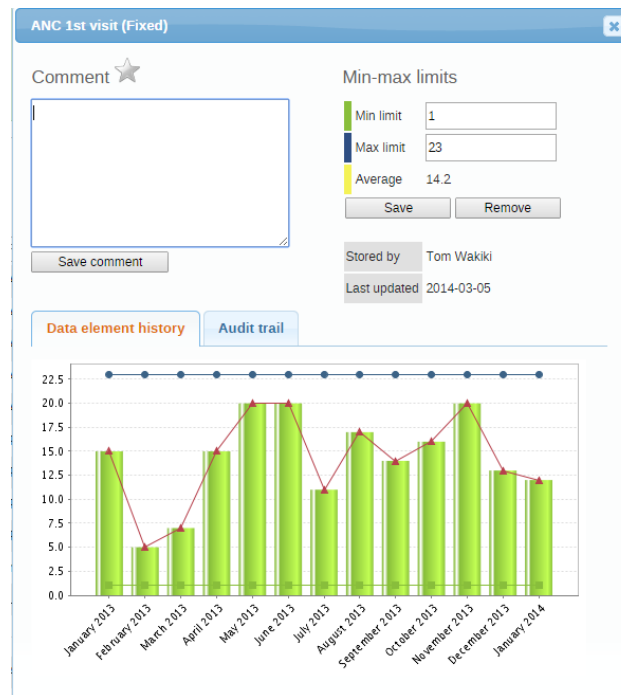 ANC 1st visit (Fixed)
Comment
Save comment
Min-max limits
Min limit 1
Max limit 23
Average 14.2
Save Remove
Stored by Tom Wakiki
Last updated 2014-03-05
Data element history Audit trail
22.5
20.0
17.5
15.0
12.5
10.0
7.5
5.0
2.5
0.0
January 2013
February 2013
March 2013
April 2013
May 2013
June 2013
July 2013
August 2013
September 2013
October 2013
November 2013
December 2013
January 2014